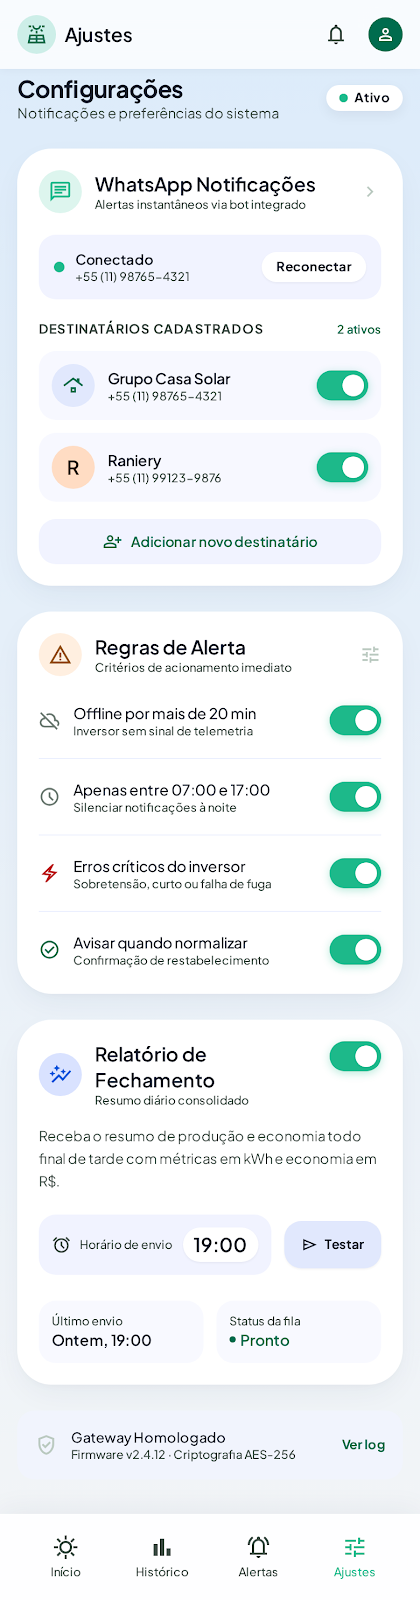 Ajustes
Configurações
Notificações e preferências do sistema
Ativo
WhatsApp Notificações
Alertas instantâneos via bot integrado
Conectado
+55 (11) 98765-4321
Reconectar
DESTINATÁRIOS CADASTRADOS
2 ativos
Grupo Casa Solar
+55 (11) 98765-4321
R
Raniery
+55 (11) 99123-9876
Adicionar novo destinatário
Regras de Alerta
Critérios de acionamento imediato
Offline por mais de 20 min
Inversor sem sinal de telemetria
Apenas entre 07:00 e 17:00
Silenciar notificações à noite
Erros críticos do inversor
Sobretensão, curto ou falha de fuga
Avisar quando normalizar
Confirmação de restabelecimento
Relatório de
Fechamento
Resumo diário consolidado
Receba o resumo de produção e economia todo
final de tarde com métricas em kWh e economia em
R$.
Horário de envio
19:00
Testar
Último envio
Ontem, 19:00
Status da fila
Pronto
Gateway Homologado
Firmware v2.4.12 · Criptografia AES-256
Ver log
Início
Histórico
Alertas
Ajustes